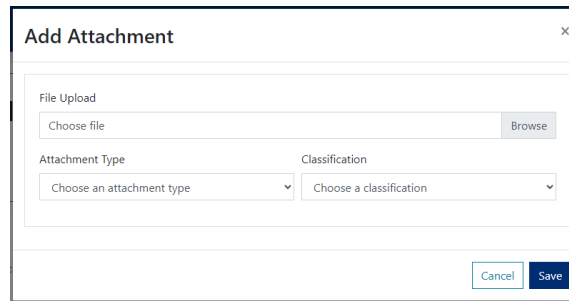 Add Attachment
×
File Upload
Choose file Browse
Attachment Type Classification
Choose an attachment type Choose a classification
Cancel Save